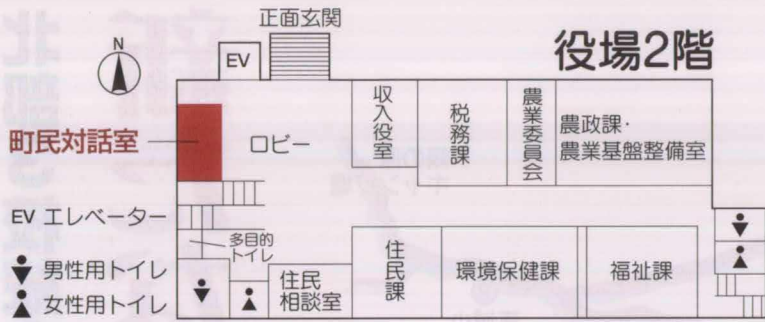 正面玄関
役場2階
N
EV
町民対話室
ロビー
収入役室
税務課
農業委員会
農政課・
農業基盤整備室
EV エレベーター
多目的
トイレ
男性用トイレ
女性用トイレ
住民
相談室
住民課
環境保健課
福祉課